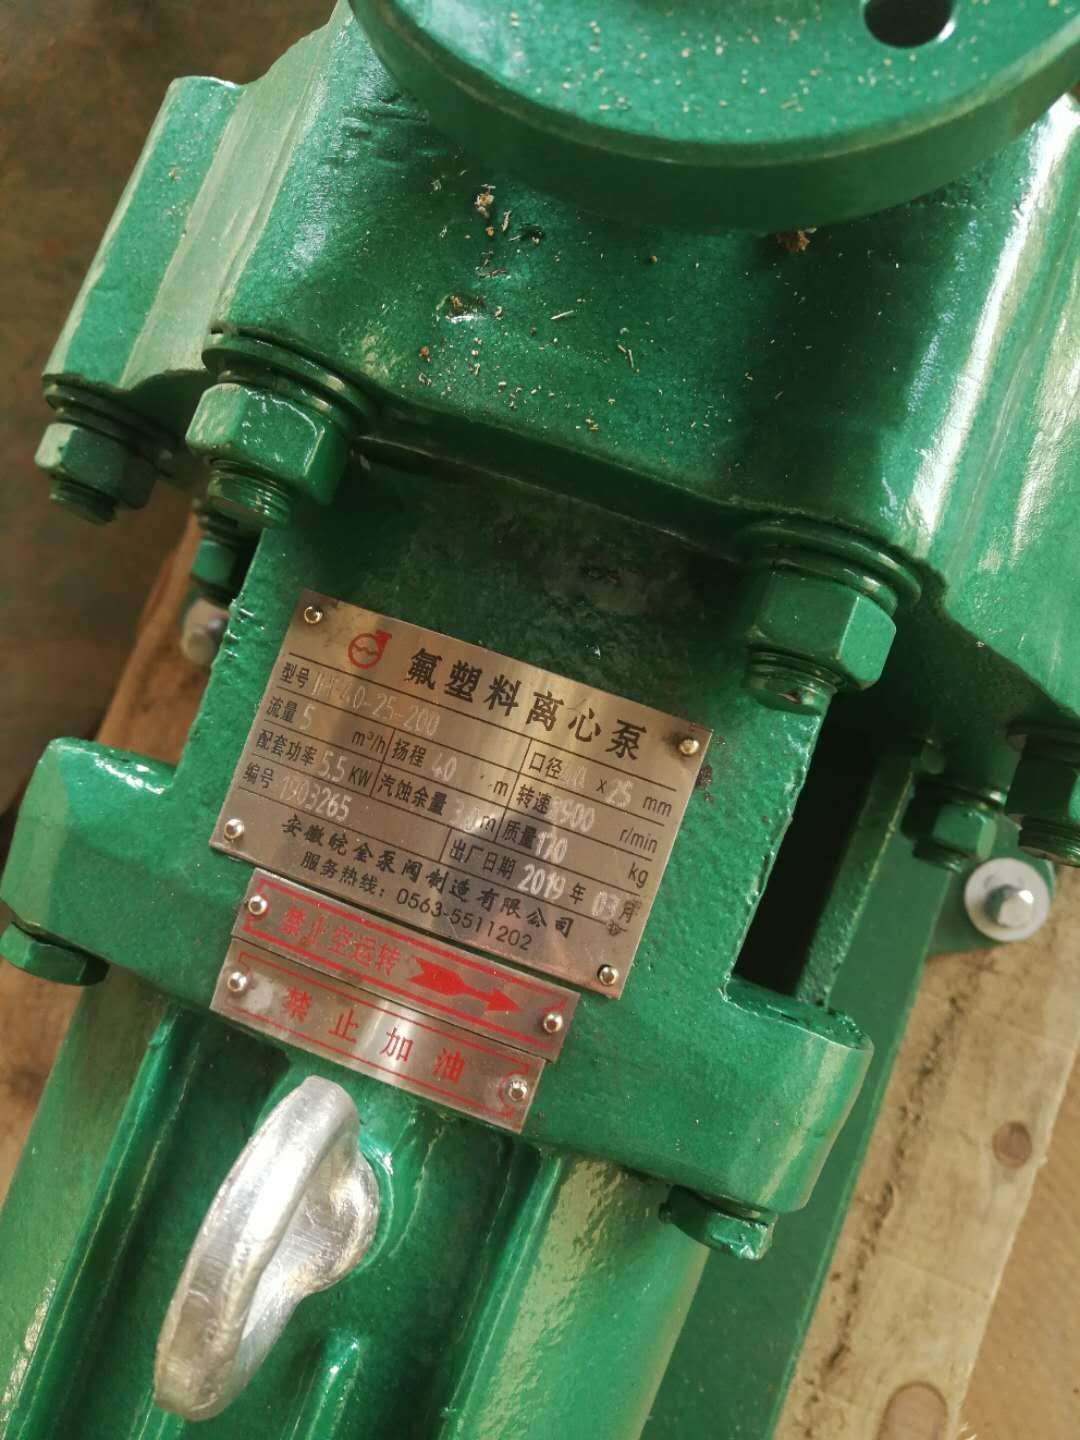 氟塑料离心泵
型号 40-25-200 口径 x 25 mm
流量 5 m³/h 扬程 40 m 转速 r/min
配套功率 5.5 KW 汽蚀余量 m 质量 170 kg
编号 1903265 出厂日期 2019 年 03 月
安徽皖金泵阀制造有限公司
服务热线：0563-5511202
禁止空运转
禁止加油